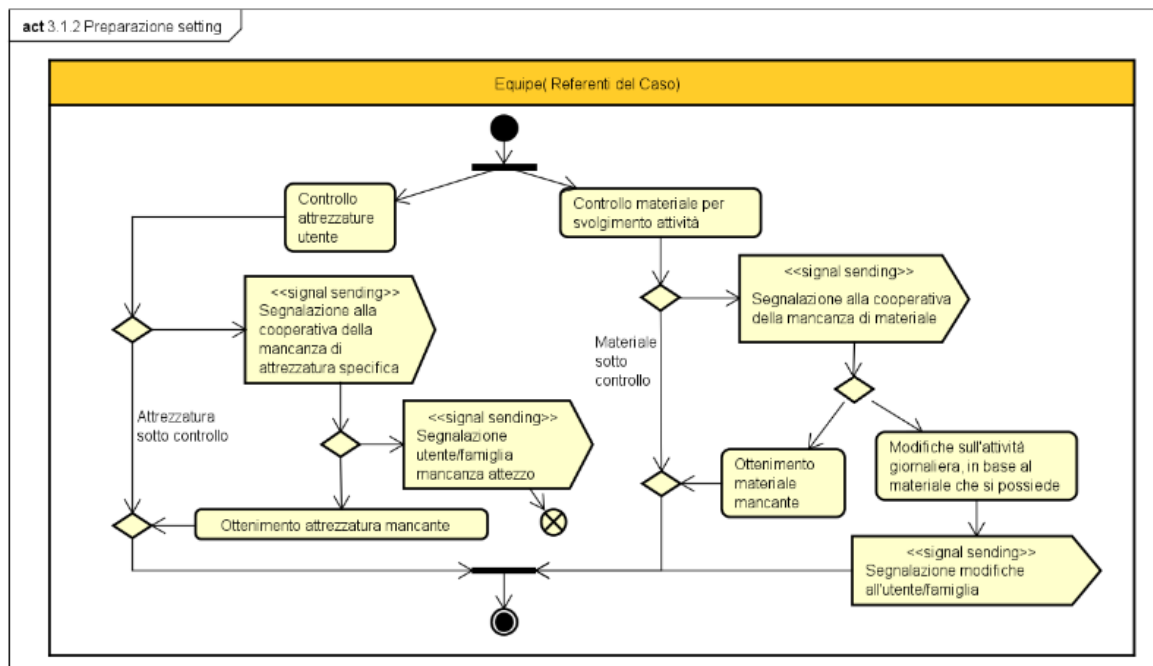 act 3.1.2 Preparazione setting
Equipe( Referenti del Caso)
Controllo
attrezzature
utente
Controllo materiale per
svolgimento attività
<<signal sending>>
Segnalazione alla
cooperativa della
mancanza di
attrezzatura specifica
<<signal sending>>
Segnalazione alla cooperativa
della mancanza di materiale
Materiale
sotto
controllo
Attrezzatura
sotto controllo
<<signal sending>>
Segnalazione
utente/famiglia
mancanza attezzo
Ottenimento
materiale
mancante
Modifiche sull'attività
giornaliera, in base al
materiale che si possiede
Ottenimento attrezzatura mancante
<<signal sending>>
Segnalazione modifiche
all'utente/famiglia